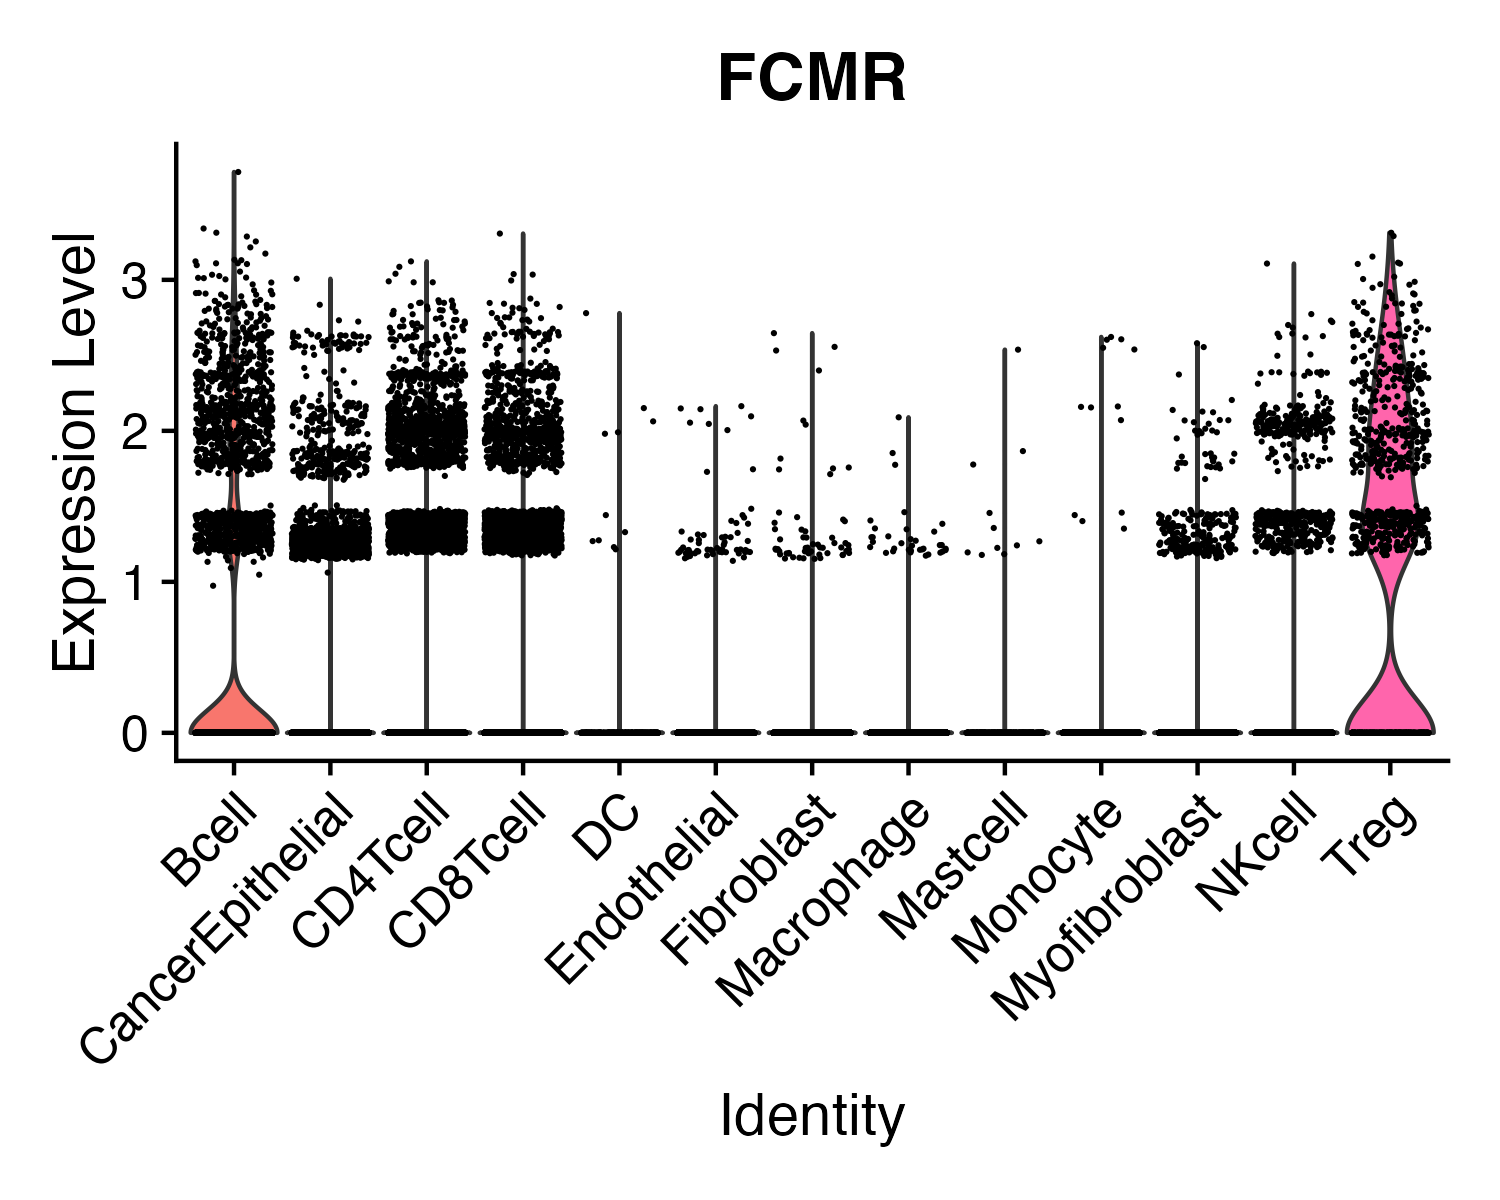 FCMR
Expression Level
3
2
1
0
Bcell
CancerEpithelial
CD4Tcell
CD8Tcell
DC
Endothelial
Fibroblast
Macrophage
Mastcell
Monocyte
Myofibroblast
NKcell
Treg
Identity